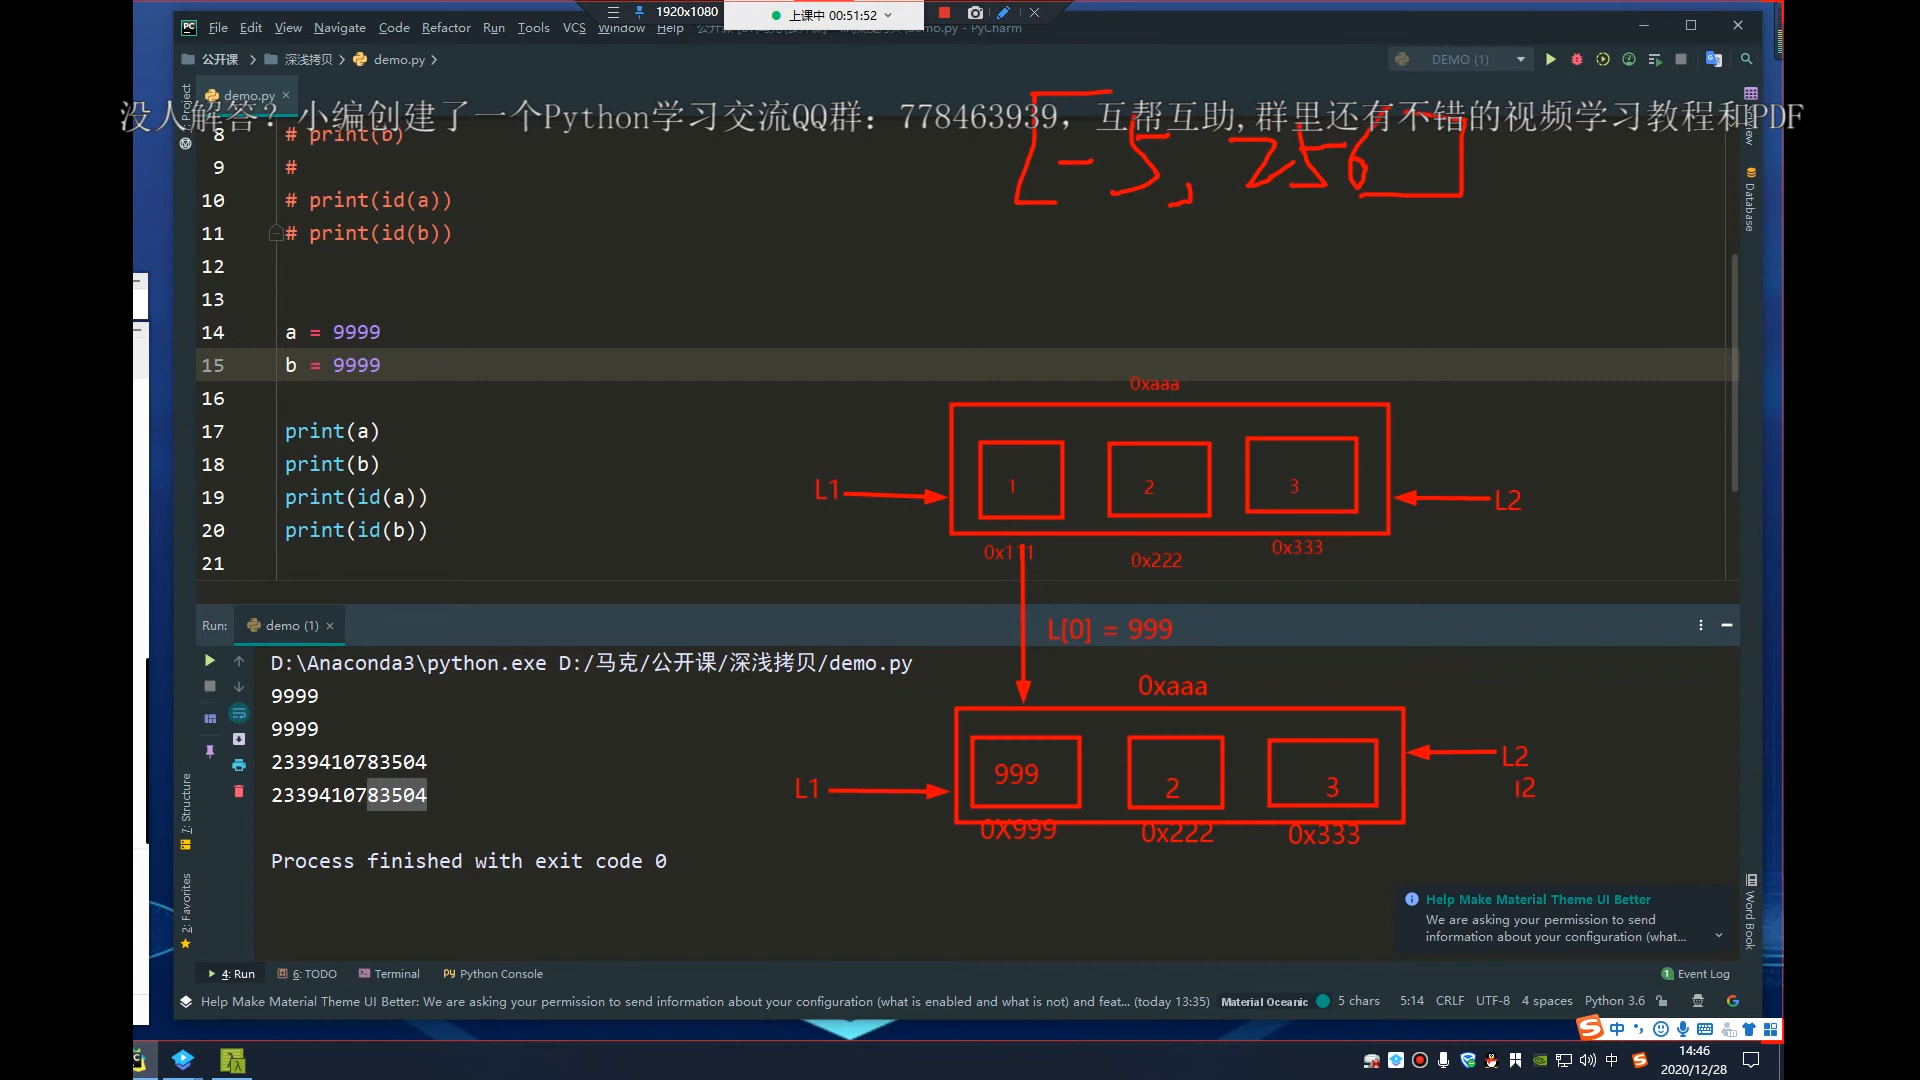 1920x1080
上课中 00:51:52
File Edit View Navigate Code Refactor Run Tools VCS Window Help
公开课 深浅拷贝 demo.py
DEMO (1)
demo.py
没人解答？小编创建了一个Python学习交流QQ群：778463939，互帮互助,群里还有不错的视频学习教程和PDF
[-5, 256]
8 # print(b)
9 #
10 # print(id(a))
11 # print(id(b))
12
13
14 a = 9999
15 b = 9999
16
17 print(a)
18 print(b)
19 print(id(a))
20 print(id(b))
21
0xaaa
1 2 3
L1 L2
0x111 0x222 0x333
L[0] = 999
0xaaa
999 2 3
L1 L2
l2
0X999 0x222 0x333
Run: demo (1)
D:\Anaconda3\python.exe D:/马克/公开课/深浅拷贝/demo.py
9999
9999
2339410783504
2339410783504
Process finished with exit code 0
Project
Database
7: Structure
2: Favorites
Word Book
Help Make Material Theme UI Better
We are asking your permission to send
information about your configuration (what...
4: Run 6: TODO Terminal Python Console
Event Log
Help Make Material Theme UI Better: We are asking your permission to send information about your configuration (what is enabled and what is not) and feat... (today 13:35)
Material Oceanic 5 chars 5:14 CRLF UTF-8 4 spaces Python 3.6
中
中
14:46
2020/12/28